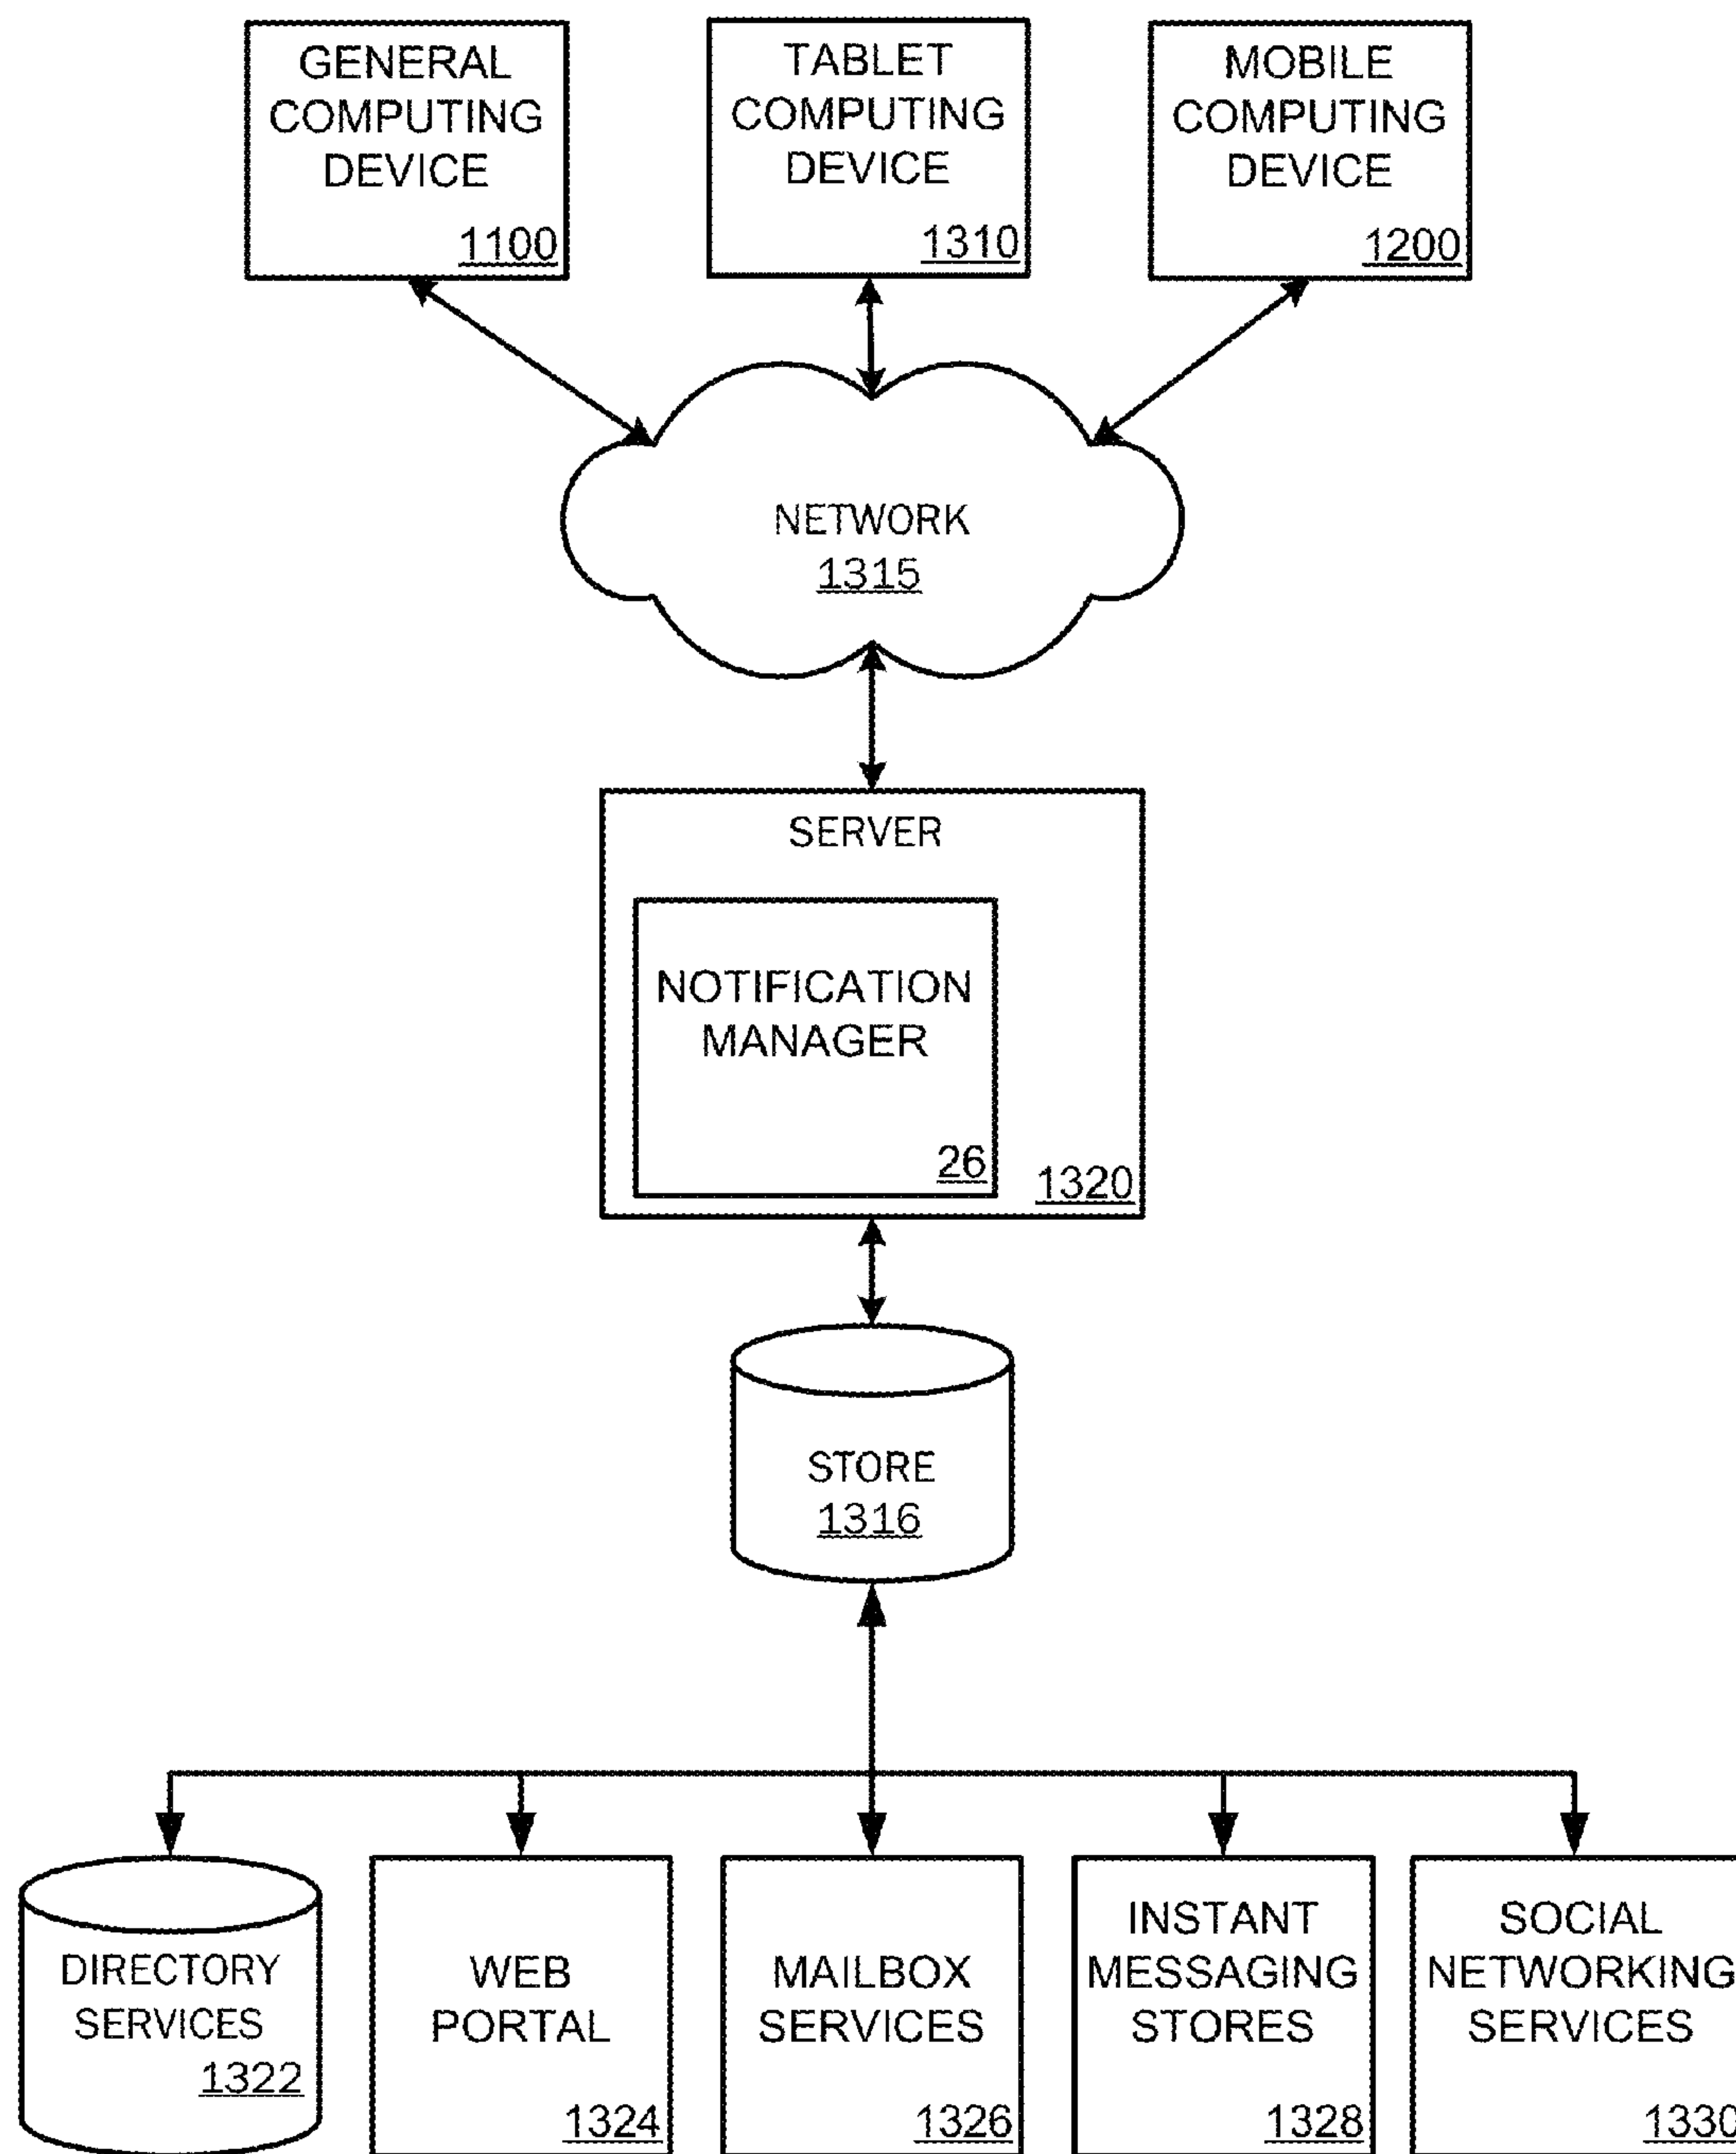 GENERAL
COMPUTING
DEVICE
1100
TABLET
COMPUTING
DEVICE
1310
MOBILE
COMPUTING
DEVICE
1200
NETWORK
1315
SERVER
NOTIFICATION
MANAGER
26
1320
STORE
1316
DIRECTORY
SERVICES
1322
WEB
PORTAL
1324
MAILBOX
SERVICES
1326
INSTANT
MESSAGING
STORES
1328
SOCIAL
NETWORKING
SERVICES
1330